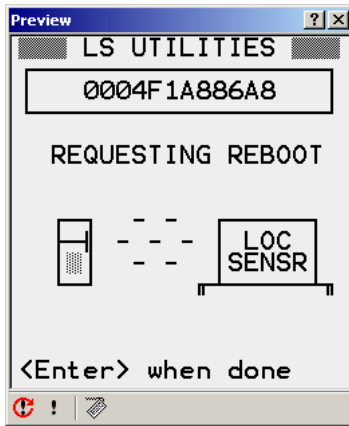 Preview
LS UTILITIES
0004F1A886A8
REQUESTING REBOOT
LOC
SENSR
<Enter> when done